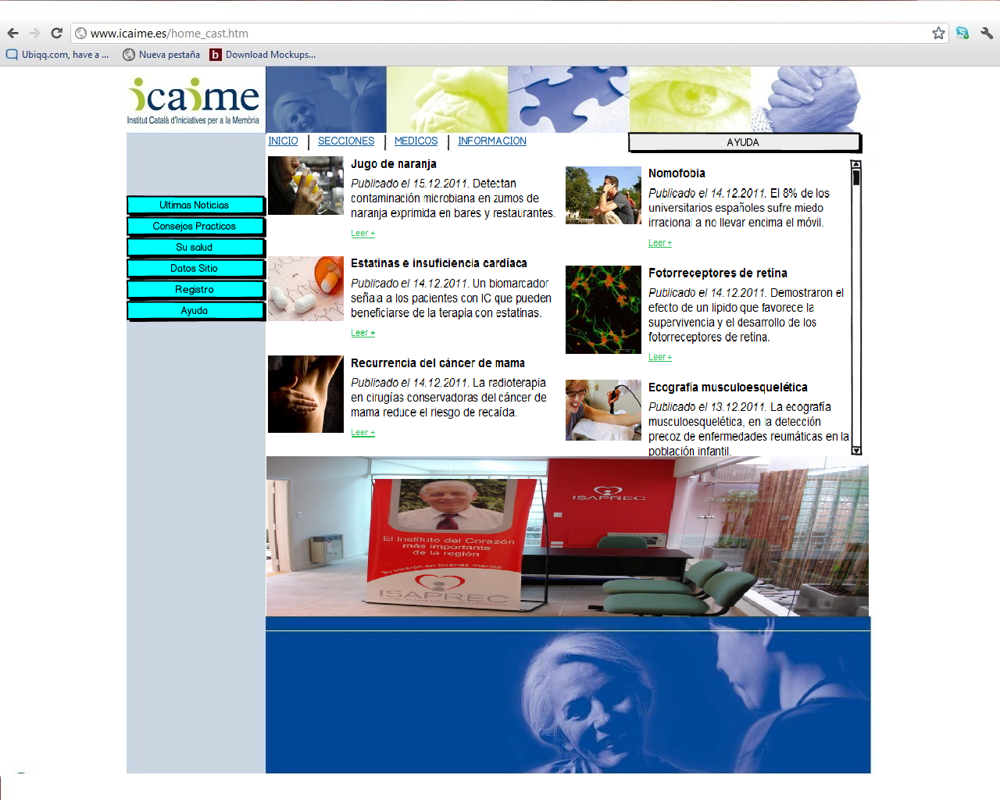 www.icaime.es/home_cast.htm
Ubiqq.com, have a ...
Nueva pestaña
Download Mockups...
icaime
Institut Català d'Iniciatives per a la Memòria
INICIO | SECCIONES | MEDICOS | INFORMACION
AYUDA
Ultimas Noticias
Consejos Practicos
Su salud
Datos Sitio
Registro
Ayuda
Jugo de naranja
Publicado el 15.12.2011. Detectan
contaminación microbiana en zumos de
naranja exprimida en bares y restaurantes.
Leer +
Estatinas e insuficiencia cardíaca
Publicado el 14.12.2011. Un biomarcador
señala a los pacientes con IC que pueden
beneficiarse de la terapia con estatinas.
Leer +
Recurrencia del cáncer de mama
Publicado el 14.12.2011. La radioterapia
en cirugías conservadoras del cáncer de
mama reduce el riesgo de recaída.
Leer +
Nomofobia
Publicado el 14.12.2011. El 8% de los
universitarios españoles sufre miedo
irracional a no llevar encima el móvil.
Leer +
Fotorreceptores de retina
Publicado el 14.12.2011. Demostraron el
efecto de un lípido que favorece la
supervivencia y el desarrollo de los
fotorreceptores de retina.
Leer +
Ecografía musculoesquelética
Publicado el 13.12.2011. La ecografía
musculoesquelética, en la detección
precoz de enfermedades reumáticas en la
población infantil.
ISAPREC
El Instituto del Corazón
más importante
de la región
Su corazón en buenas manos
ISAPREC